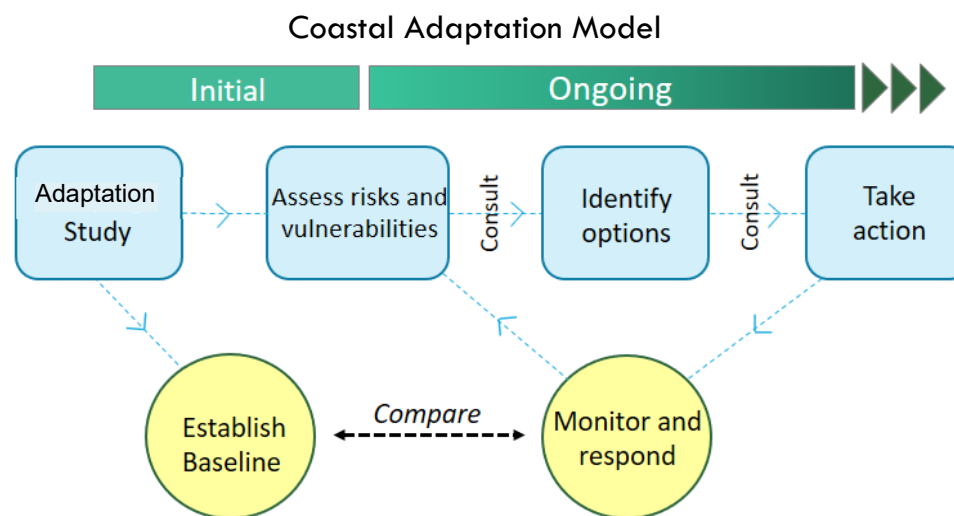 Coastal Adaptation Model
Initial
Ongoing
Adaptation
Study
Assess risks and
vulnerabilities
Consult
Identify
options
Consult
Take
action
Establish
Baseline
Compare
Monitor and
respond